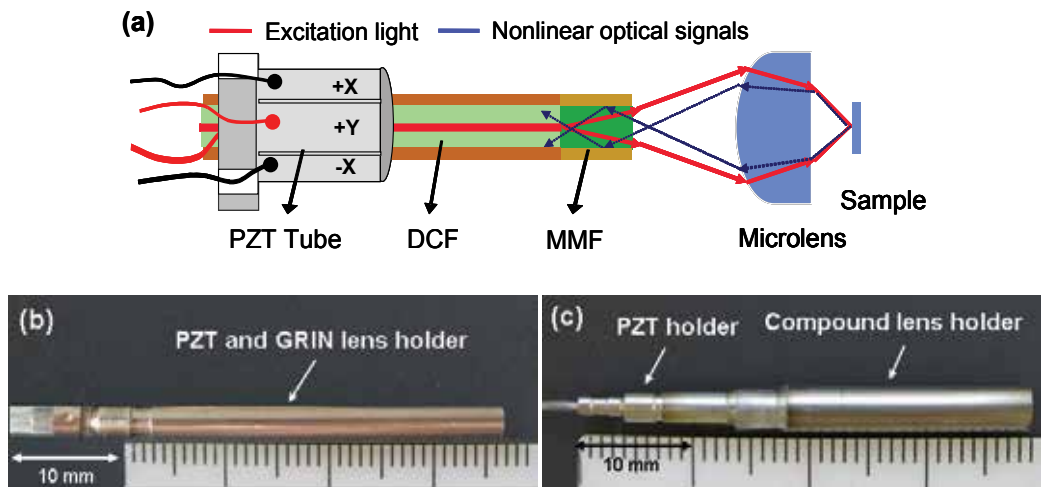 (a)
Excitation light
Nonlinear optical signals
+X
+Y
-X
PZT Tube
DCF
MMF
Microlens
Sample
(b)
PZT and GRIN lens holder
10 mm
(c)
PZT holder
Compound lens holder
10 mm